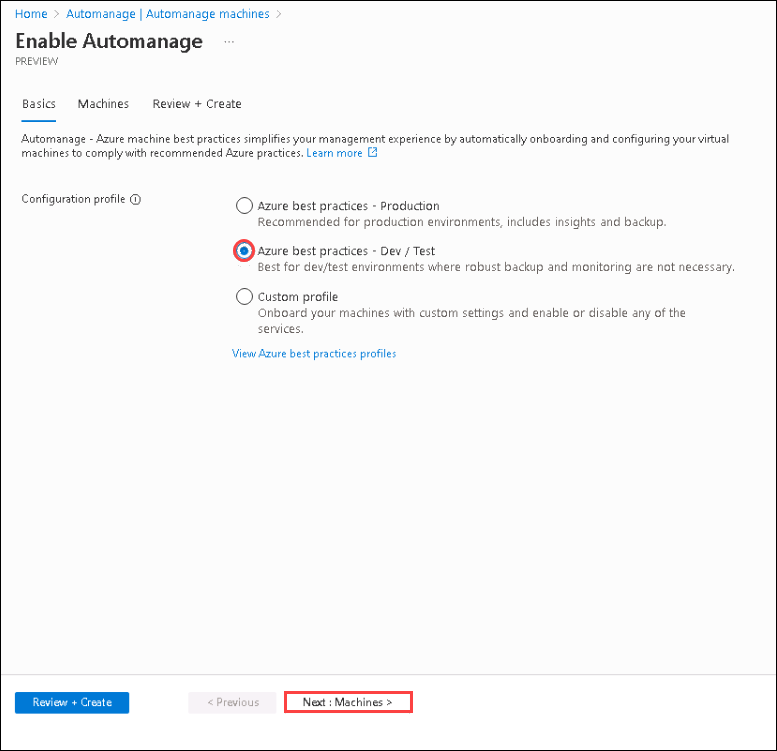 Home > Automanage | Automanage machines >
Enable Automanage ...
PREVIEW
Basics Machines Review + Create
Automanage - Azure machine best practices simplifies your management experience by automatically onboarding and configuring your virtual
machines to comply with recommended Azure practices. Learn more
Configuration profile
Azure best practices - Production
Recommended for production environments, includes insights and backup.
Azure best practices - Dev / Test
Best for dev/test environments where robust backup and monitoring are not necessary.
Custom profile
Onboard your machines with custom settings and enable or disable any of the
services.
View Azure best practices profiles
Review + Create < Previous Next : Machines >